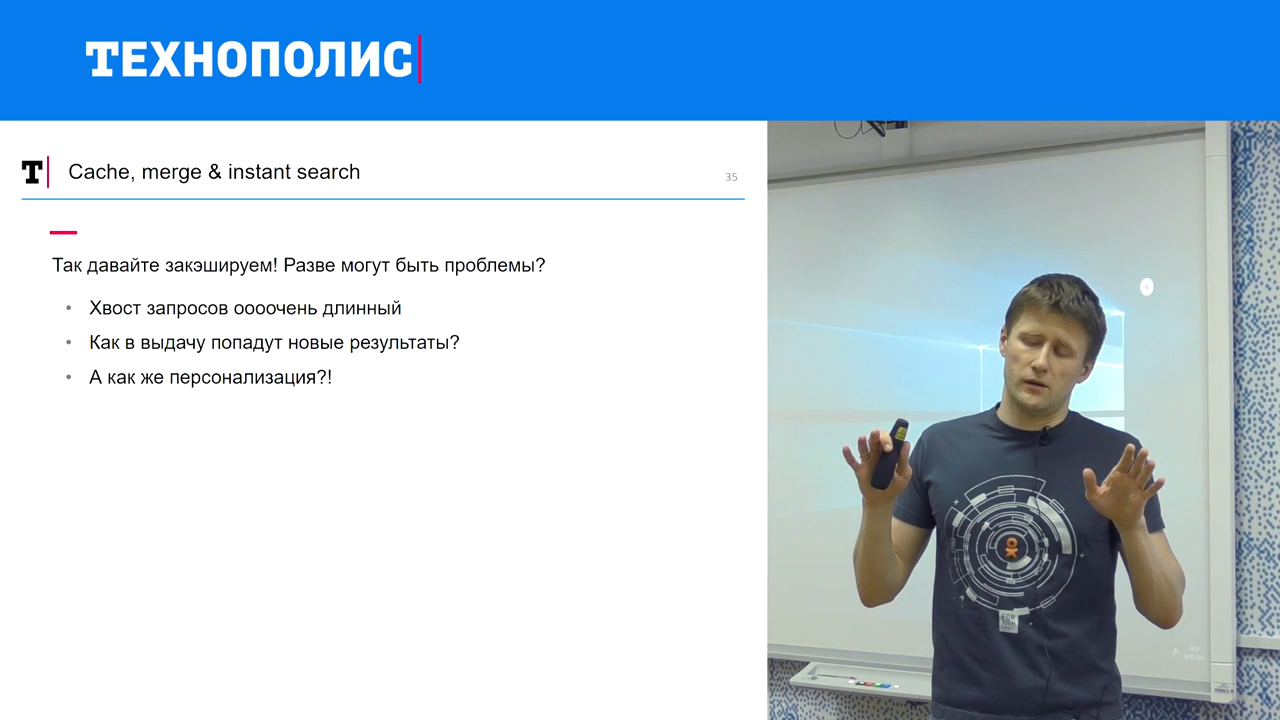 ТЕХНОПОЛИС
T
Cache, merge & instant search
35
Так давайте закэшируем! Разве могут быть проблемы?
• Хвост запросов оооочень длинный
• Как в выдачу попадут новые результаты?
• А как же персонализация?!